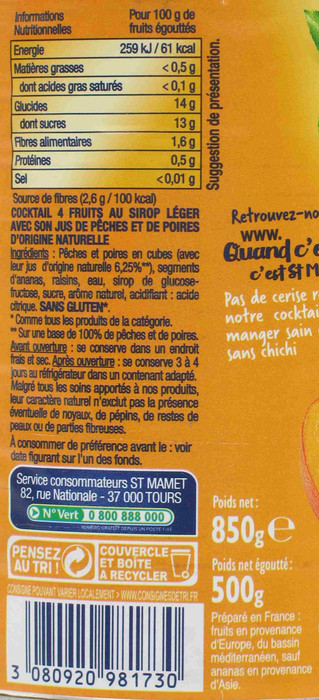 Informations Pour 100 g de
Nutritionnelles fruits égouttés
Energie 259 kJ / 61 kcal
Matières grasses < 0,5 g
dont acides gras saturés < 0,1 g
Glucides 14 g
dont sucres 13 g
Fibres alimentaires 1,6 g
Protéines 0,5 g
Sel <0,01 g
Suggestion de présentation.
Source de fibres (2,6 g / 100 kcal)
COCKTAIL 4 FRUITS AU SIROP LÉGER
AVEC SON JUS DE PÊCHES ET DE POIRES
D'ORIGINE NATURELLE
Ingrédients : Pêches et poires en cubes (avec
leur jus d'origine naturelle 6,25%**), segments
d'ananas, raisins, eau, sirop de glucose-
fructose, sucre, arôme naturel, acidifiant : acide
citrique. SANS GLUTEN*.
* Comme tous les produits de la catégorie.
** Sur une base de 100% de pêches et de poires.
Avant ouverture : se conserve dans un endroit
frais et sec. Après ouverture : se conserve 3 à 4
jours au réfrigérateur dans un contenant adapté.
Malgré tous les soins apportés à nos produits,
leur caractère naturel n'exclut pas la présence
éventuelle de noyaux, de pépins, de restes de
peaux ou de parties fibreuses.
A consommer de préférence avant le : voir
date figurant sur l'un des fonds.
Service consommateurs ST MAMET
82, rue Nationale - 37 000 TOURS
N° Vert 0 800 888 000
NUMÉRO GRATUIT DEPUIS UN POSTE FIXE
PENSEZ
AU TRI !
COUVERCLE
ET BOÎTE
À RECYCLER
CONSIGNE POUVANT VARIER LOCALEMENT > WWW.CONSIGNESDETRI.FR
3 080920 981730
Retrouvez-no
www.
Quand c'e
c'est St M
Pas de cerise r
notre cocktai
manger sain
sans chichi
Poids net :
850g e
Poids net égoutté :
500g
Préparé en France :
fruits en provenance
d'Europe, du bassin
méditerranéen, sauf
ananas en provenance
d'Asie.